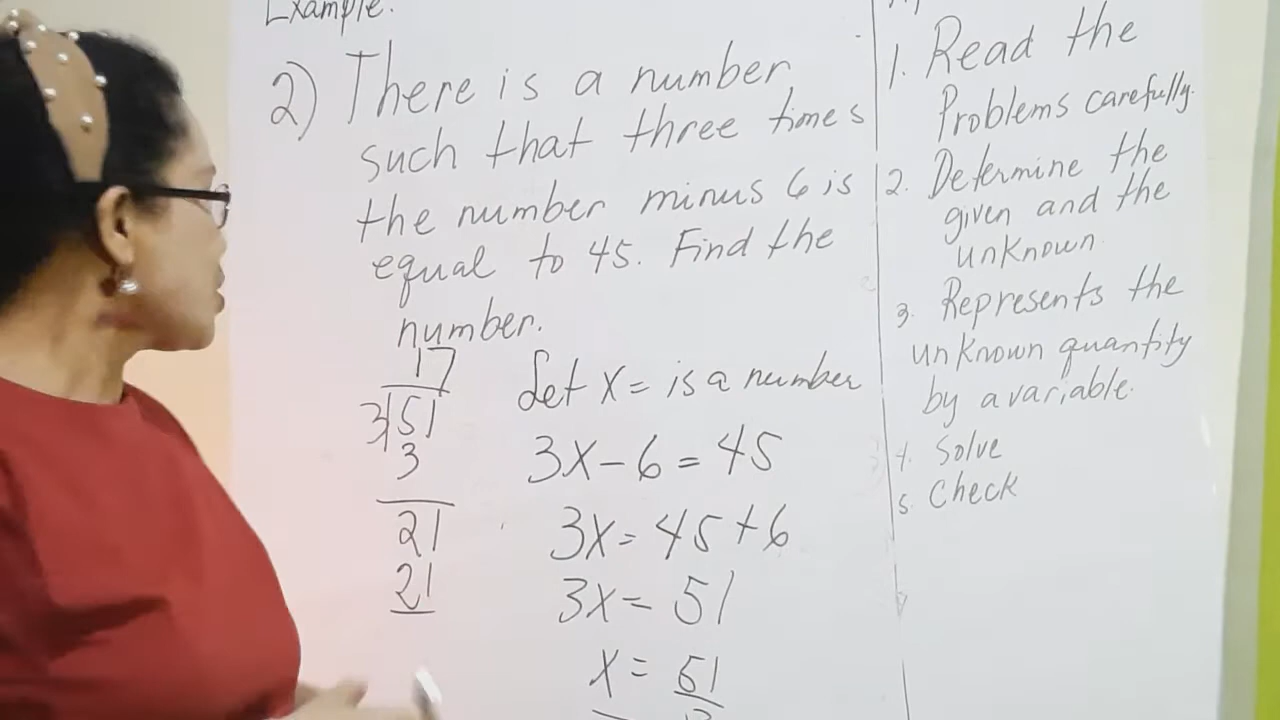 Example:
2) There is a number
such that three times
the number minus 6 is
equal to 45. Find the
number.
17
3 51
3
21
21
Let x = is a number
3x - 6 = 45
3x = 45 + 6
3x = 51
x = 51
1. Read the
Problems carefully.
2. Determine the
given and the
unknown.
3. Represents the
unknown quantity
by a variable.
4. Solve
5. Check